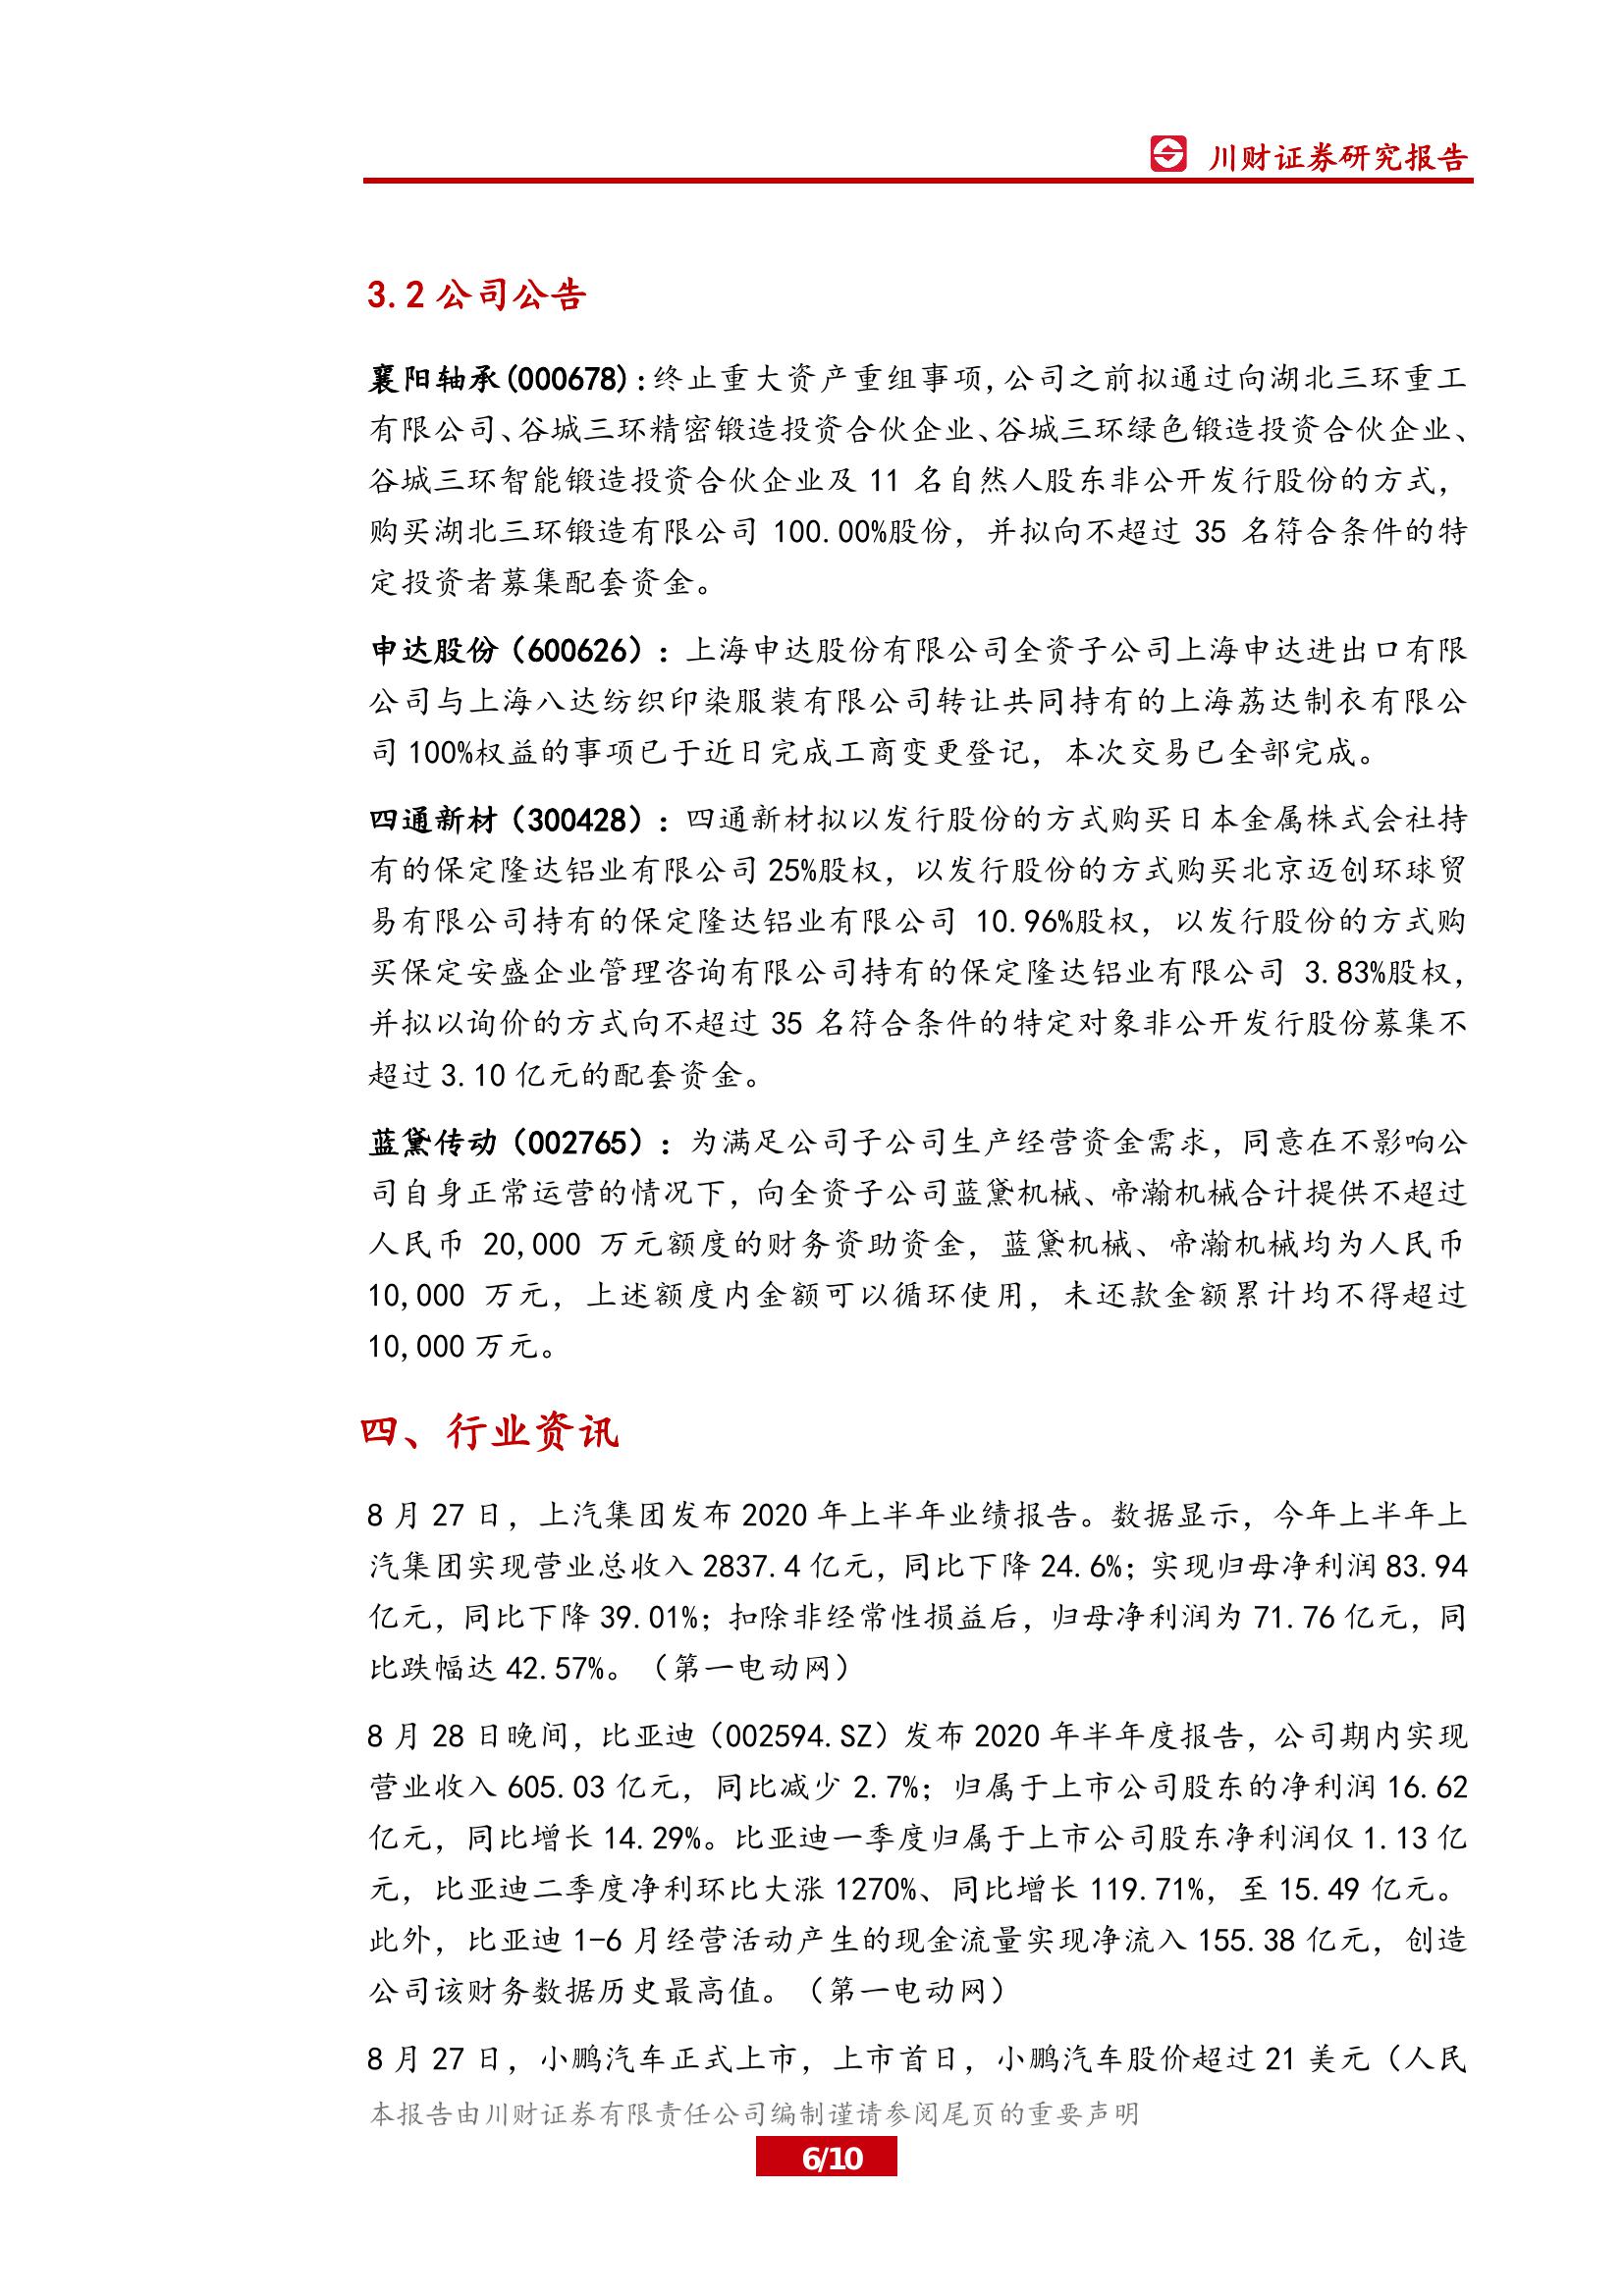 川财证券研究报告
3.2 公司公告
襄阳轴承(000678):终止重大资产重组事项,公司之前拟通过向湖北三环重工
有限公司、谷城三环精密锻造投资合伙企业、谷城三环绿色锻造投资合伙企业、
谷城三环智能锻造投资合伙企业及 11 名自然人股东非公开发行股份的方式，
购买湖北三环锻造有限公司 100.00%股份，并拟向不超过 35 名符合条件的特
定投资者募集配套资金。
申达股份（600626）：上海申达股份有限公司全资子公司上海申达进出口有限
公司与上海八达纺织印染服装有限公司转让共同持有的上海荔达制衣有限公
司 100%权益的事项已于近日完成工商变更登记，本次交易已全部完成。
四通新材（300428）：四通新材拟以发行股份的方式购买日本金属株式会社持
有的保定隆达铝业有限公司 25%股权，以发行股份的方式购买北京迈创环球贸
易有限公司持有的保定隆达铝业有限公司 10.96%股权，以发行股份的方式购
买保定安盛企业管理咨询有限公司持有的保定隆达铝业有限公司 3.83%股权，
并拟以询价的方式向不超过 35 名符合条件的特定对象非公开发行股份募集不
超过 3.10 亿元的配套资金。
蓝黛传动（002765）：为满足公司子公司生产经营资金需求，同意在不影响公
司自身正常运营的情况下，向全资子公司蓝黛机械、帝瀚机械合计提供不超过
人民币 20,000 万元额度的财务资助资金，蓝黛机械、帝瀚机械均为人民币
10,000 万元，上述额度内金额可以循环使用，未还款金额累计均不得超过
10,000 万元。
四、行业资讯
8 月 27 日，上汽集团发布 2020 年上半年业绩报告。数据显示，今年上半年上
汽集团实现营业总收入 2837.4 亿元，同比下降 24.6%；实现归母净利润 83.94
亿元，同比下降 39.01%；扣除非经常性损益后，归母净利润为 71.76 亿元，同
比跌幅达 42.57%。（第一电动网）
8 月 28 日晚间，比亚迪（002594.SZ）发布 2020 年半年度报告，公司期内实现
营业收入 605.03 亿元，同比减少 2.7%；归属于上市公司股东的净利润 16.62
亿元，同比增长 14.29%。比亚迪一季度归属于上市公司股东净利润仅 1.13 亿
元，比亚迪二季度净利环比大涨 1270%、同比增长 119.71%，至 15.49 亿元。
此外，比亚迪 1-6 月经营活动产生的现金流量实现净流入 155.38 亿元，创造
公司该财务数据历史最高值。（第一电动网）
8 月 27 日，小鹏汽车正式上市，上市首日，小鹏汽车股价超过 21 美元（人民
本报告由川财证券有限责任公司编制谨请参阅尾页的重要声明
6/10